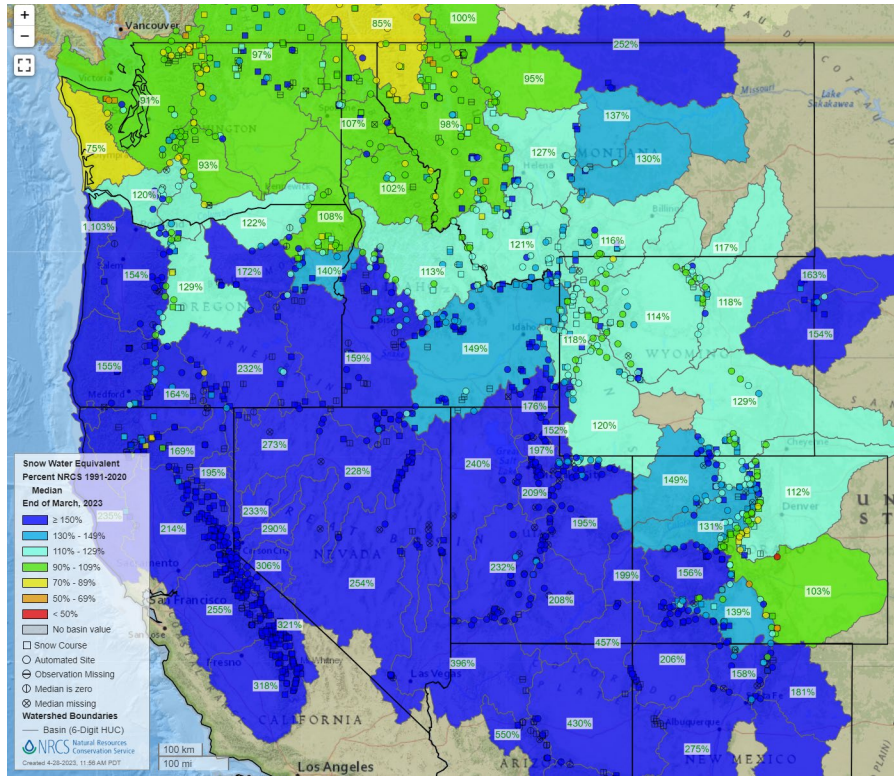 +
Vancouver
−
85%
100%
252%
97%
Victoria
95%
91%
137%
107%
98%
75%
93%
127%
130%
MONTANA
Helena
102%
120%
122%
108%
Billings
1,103%
116%
117%
121%
154%
172%
140%
113%
163%
129%
OREGON
118%
114%
149%
118%
154%
WYOMING
155%
159%
232%
164%
Medford
129%
176%
120%
152%
169%
273%
197%
Cheyenne
195%
228%
240%
149%
112%
209%
Denver
233%
131%
214%
290%
195%
Carson City
NEVADA
306%
232%
199%
156%
254%
103%
San Francisco
255%
208%
139%
San Jose
321%
457%
Fresno
Mt Whitney
396%
206%
158%
318%
Las Vegas
Santa Fe
181%
CALIFORNIA
430%
Albuquerque
550%
275%
ARIZONA
NEW MEXICO
Los Angeles
Missouri
Lake
Sakakawea
Snow Water Equivalent
Percent NRCS 1991-2020
Median
End of March, 2023
≥ 150%
130% - 149%
110% - 129%
90% - 109%
70% - 89%
50% - 69%
< 50%
No basin value
Snow Course
Automated Site
Observation Missing
Median is zero
Median missing
Watershed Boundaries
Basin (6-Digit HUC)
NRCS Natural Resources
Conservation Service
Created 4-28-2023, 11:56 AM PDT
100 km
100 mi